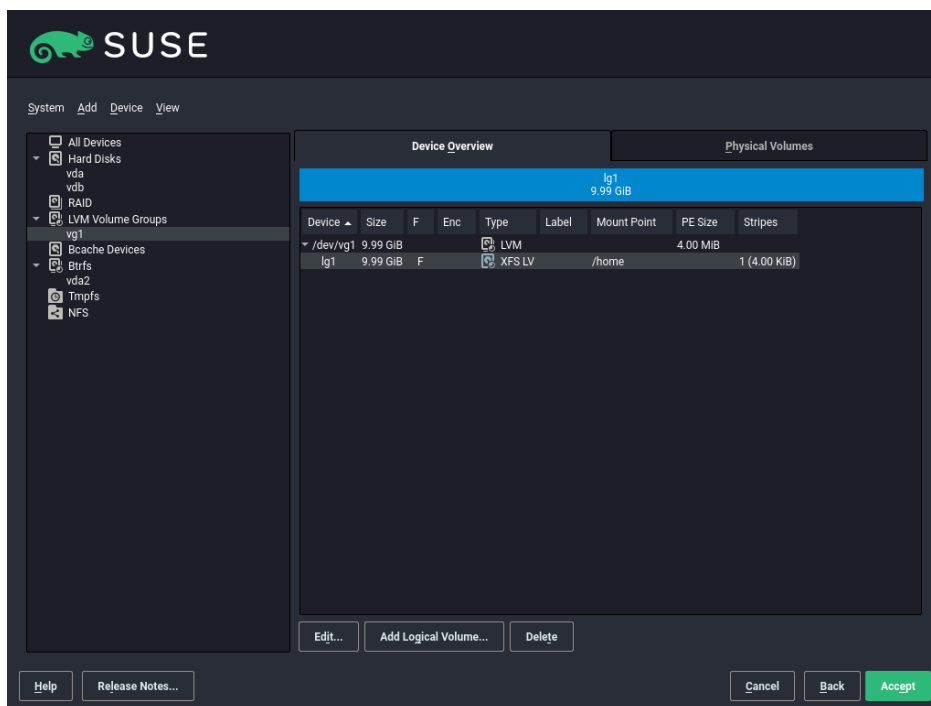 SUSE
System Add Device View
All Devices
Hard Disks
vda
vdb
RAID
LVM Volume Groups
vg1
Bcache Devices
Btrfs
vda2
Tmpfs
NFS
Device Overview Physical Volumes
lg1
9.99 GiB
Device Size F Enc Type Label Mount Point PE Size Stripes
/dev/vg1 9.99 GiB LVM 4.00 MiB
lg1 9.99 GiB F XFS LV /home 1 (4.00 KiB)
Edit... Add Logical Volume... Delete
Help Release Notes... Cancel Back Accept